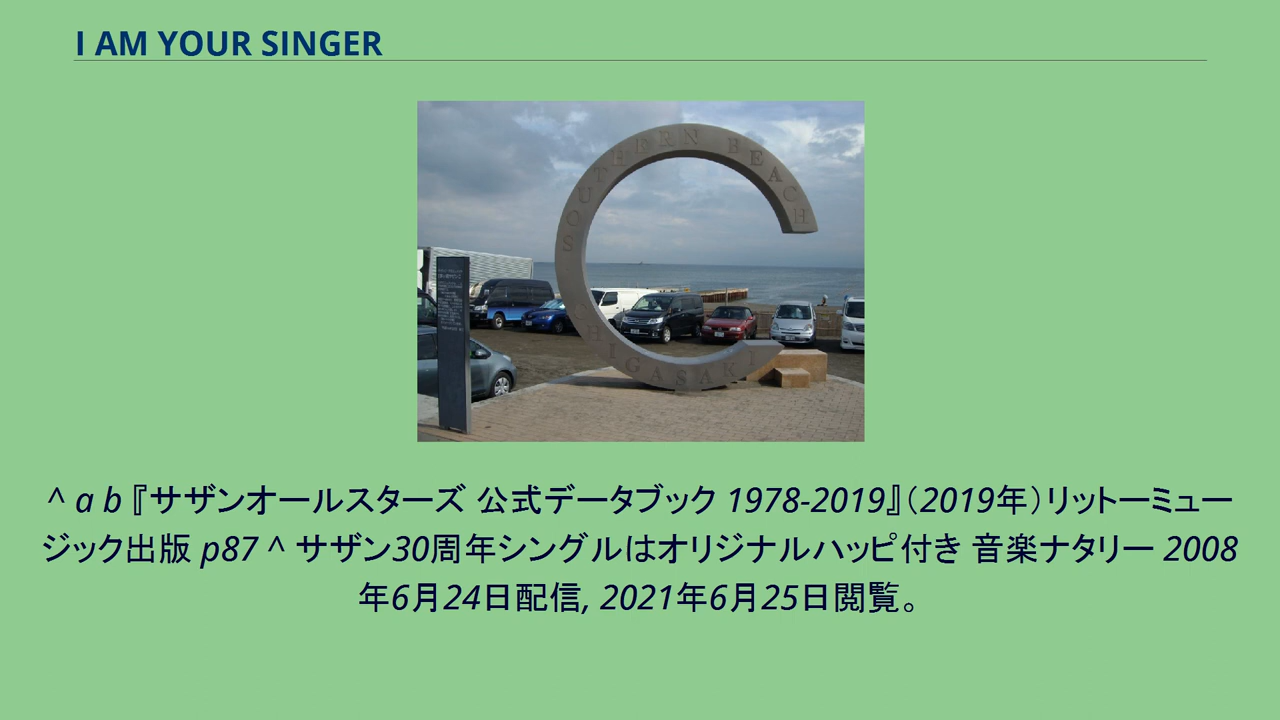 I AM YOUR SINGER
SOUTHERN BEACH
CHIGASAKI
^ a b 『サザンオールスターズ 公式データブック 1978-2019』（2019年）リットーミュー
ジック出版 p87 ^ サザン30周年シングルはオリジナルハッピ付き 音楽ナタリー 2008
年6月24日配信, 2021年6月25日閲覧。